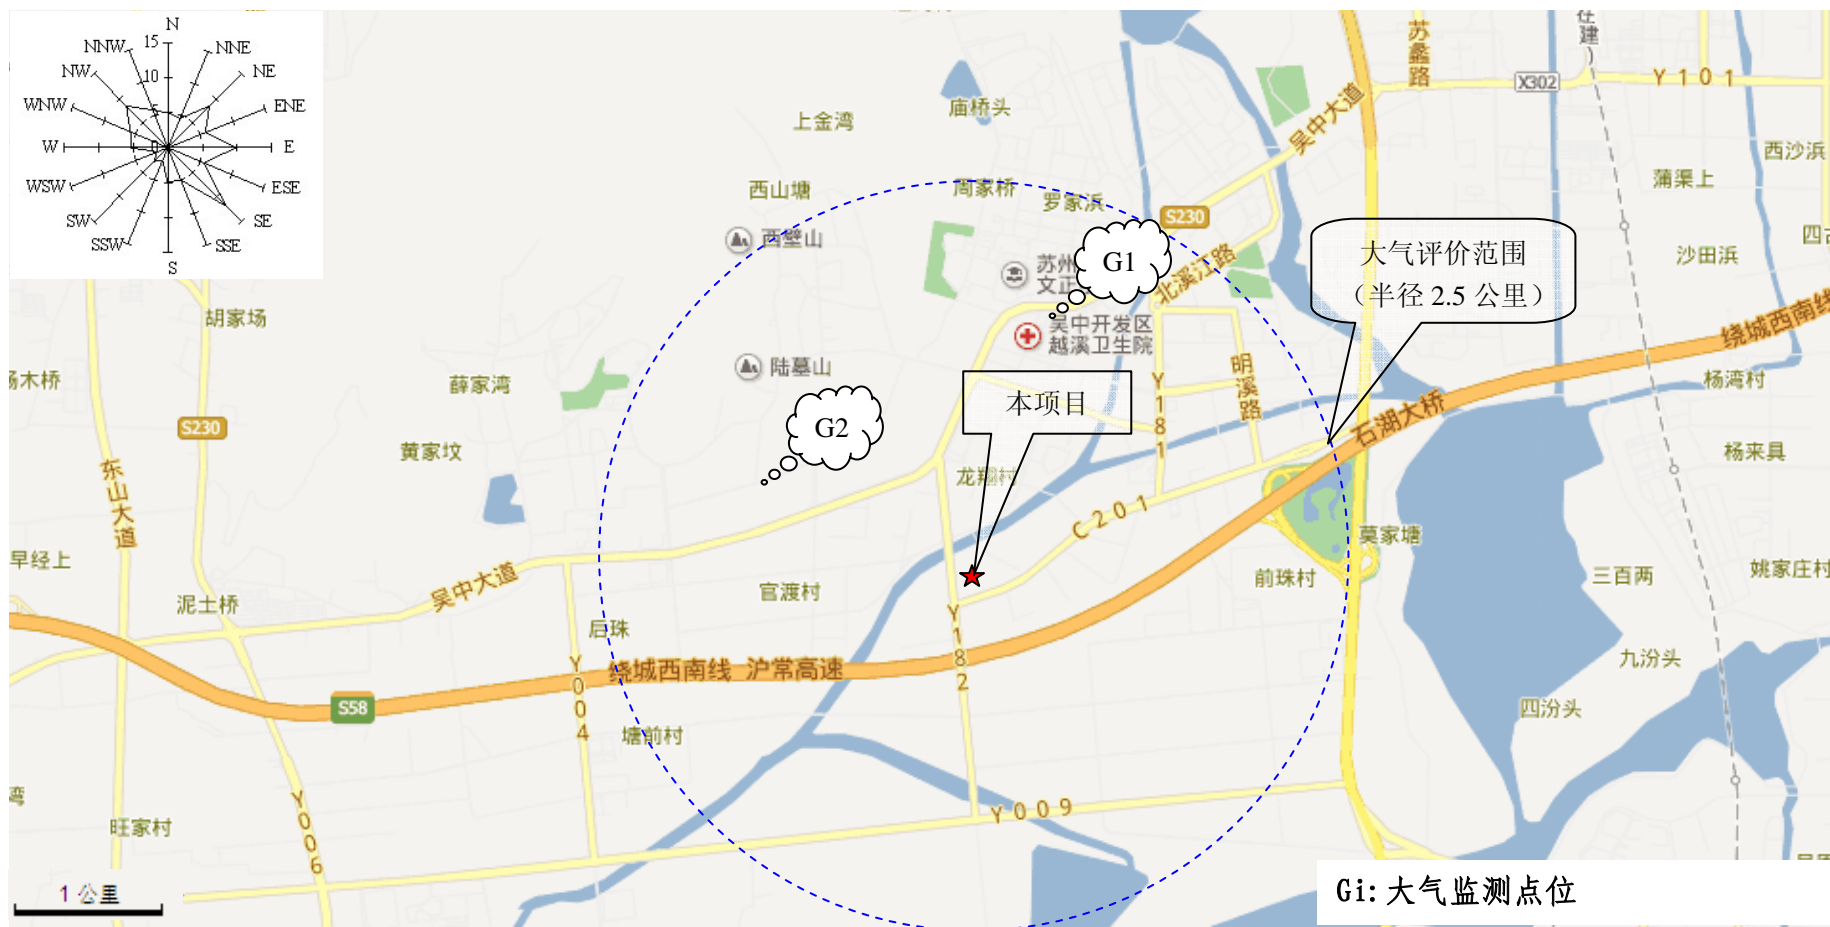 N
NNW
15
NNE
NW
10
NE
WNW
5
ENE
W
0
E
WSW
ESE
SW
SE
SSW
SSE
S
在建)
苏蠡路
X302
Y101
庙桥头
上金湾
吴中大道
西沙浜
西山塘
周家桥
罗家浜
蒲渠上
S230
西壁山
苏州
文正
G1
北溪江路
大气评价范围
（半径 2.5 公里）
沙田浜
胡家场
吴中开发区
越溪卫生院
绕城西南线
杨木桥
薛家湾
陆墓山
明溪路
杨湾村
本项目
Y181
石湖大桥
S230
G2
黄家坟
龙翔村
杨来具
东山大道
C201
莫家塘
早经上
吴中大道
官渡村
前珠村
三百两
姚家庄村
泥土桥
后珠
Y182
九汾头
Y004
绕城西南线 沪常高速
S58
四汾头
塘前村
湾
Y006
Y009
旺家村
1 公里
Gi:大气监测点位